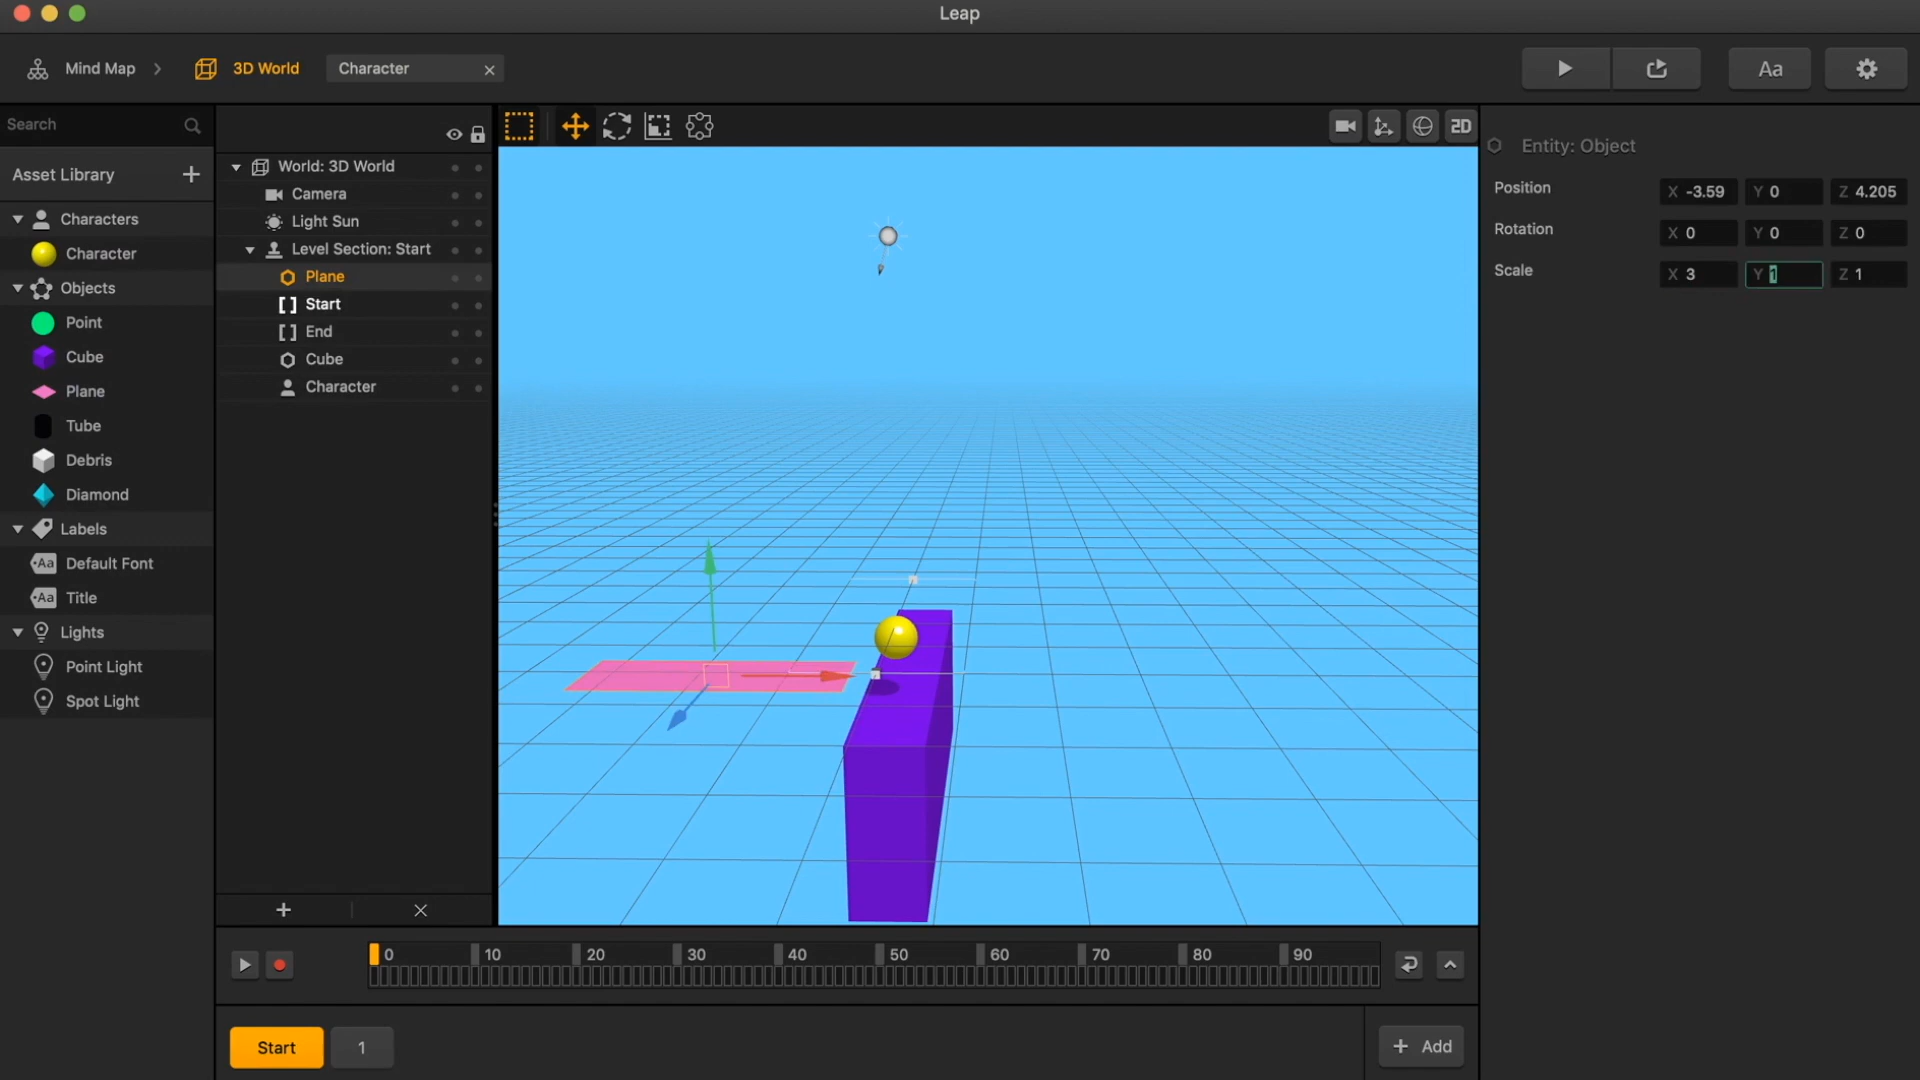 Leap
Mind Map
3D World
Character
Aa
Search
Asset Library
Characters
Character
Objects
Point
Cube
Plane
Tube
Debris
Diamond
Labels
Aa Default Font
Aa Title
Lights
Point Light
Spot Light
World: 3D World
Camera
Light Sun
Level Section: Start
Plane
[ ] Start
[ ] End
Cube
Character
2D
Entity: Object
Position X -3.59 Y 0 Z 4.205
Rotation X 0 Y 0 Z 0
Scale X 3 Y 1 Z 1
0 10 20 30 40 50 60 70 80 90
Start 1
+ Add